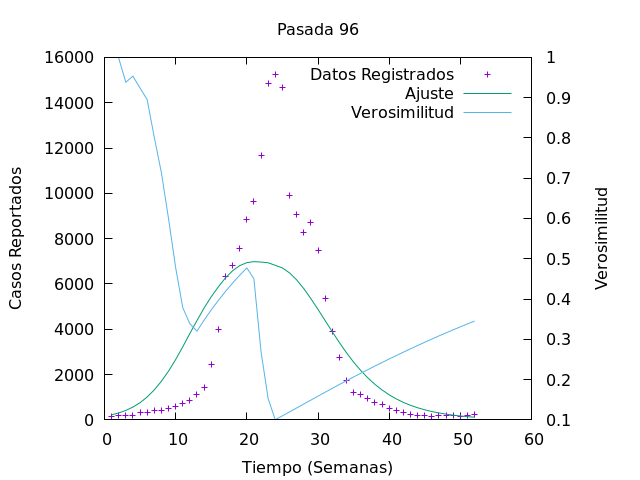 Pasada 96
16000
14000
12000
10000
8000
6000
4000
2000
0
1
0.9
0.8
0.7
0.6
0.5
0.4
0.3
0.2
0.1
0 10 20 30 40 50 60
Casos Reportados
Verosimilitud
Tiempo (Semanas)
Datos Registrados
Ajuste
Verosimilitud